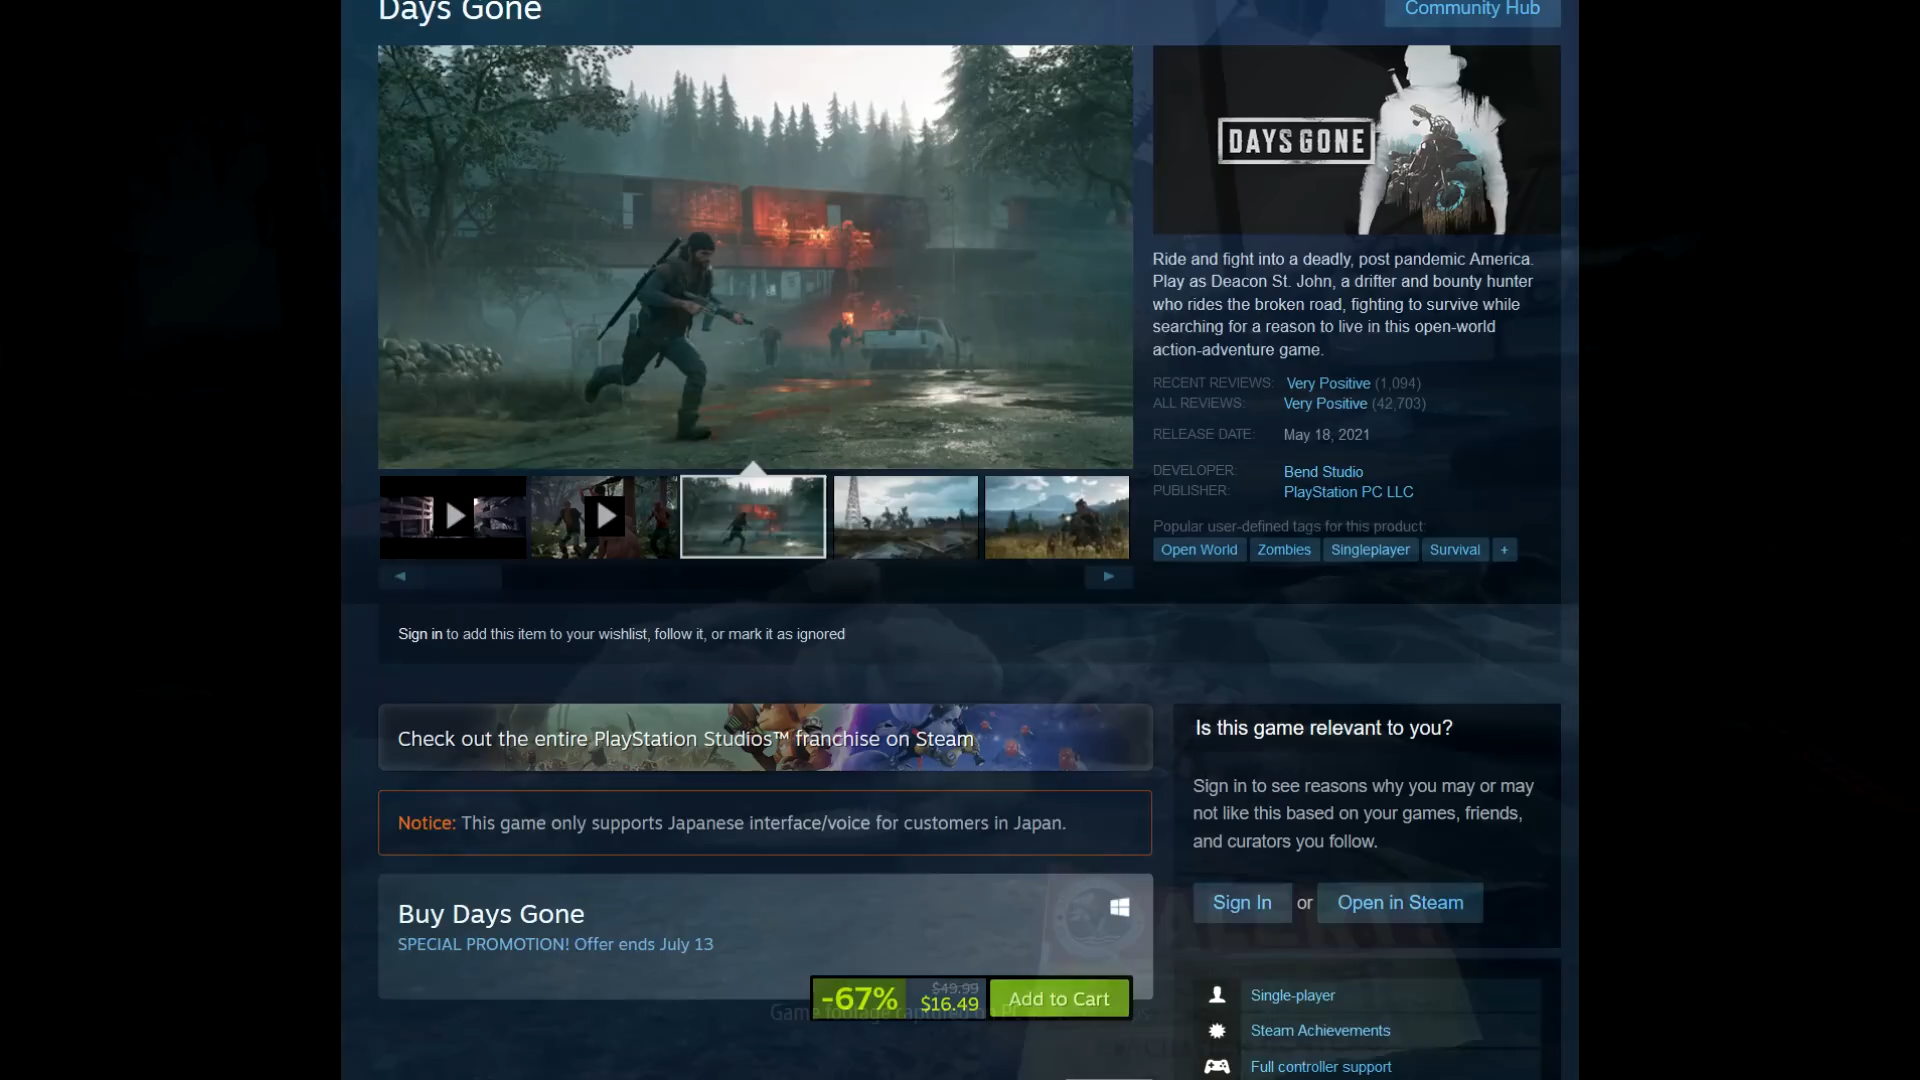 Days Gone
Community Hub
DAYS GONE
Ride and fight into a deadly, post pandemic America.
Play as Deacon St. John, a drifter and bounty hunter
who rides the broken road, fighting to survive while
searching for a reason to live in this open-world
action-adventure game.
RECENT REVIEWS: Very Positive (1,094)
ALL REVIEWS: Very Positive (42,703)
RELEASE DATE: May 18, 2021
DEVELOPER: Bend Studio
PUBLISHER: PlayStation PC LLC
Popular user-defined tags for this product:
Open World Zombies Singleplayer Survival +
Sign in to add this item to your wishlist, follow it, or mark it as ignored
Check out the entire PlayStation Studios™ franchise on Steam
Notice: This game only supports Japanese interface/voice for customers in Japan.
Buy Days Gone
SPECIAL PROMOTION! Offer ends July 13
-67% $49.99 $16.49 Add to Cart
Game footage captured on PC
Is this game relevant to you?
Sign in to see reasons why you may or may
not like this based on your games, friends,
and curators you follow.
Sign In or Open in Steam
Single-player
Steam Achievements
Full controller support